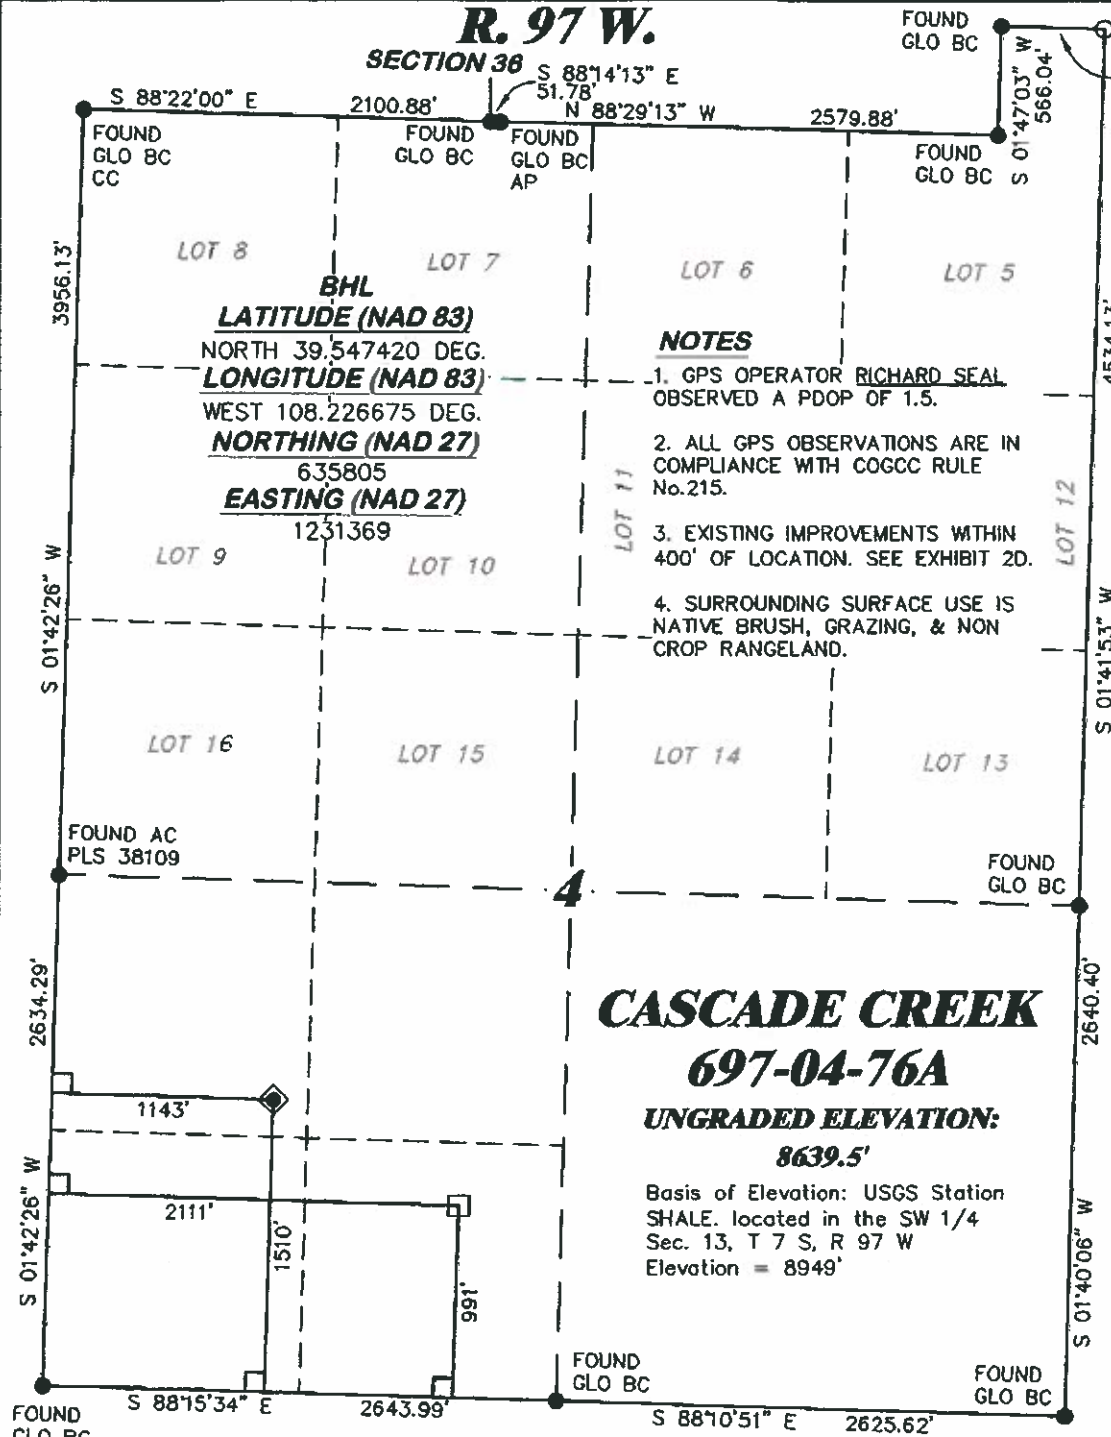 R. 97 W.
SECTION 36
S 88°14'13" E
51.78'
S 88°22'00" E
2100.88'
N 88°29'13" W
2579.88'
FOUND
GLO BC
S 01°47'03" W
566.04'
FOUND
GLO BC
CC
FOUND
GLO BC
FOUND
GLO BC
AP
FOUND
GLO BC
LOT 8
LOT 7
LOT 6
LOT 5
3956.13'
BHL
LATITUDE (NAD 83)
NORTH 39.547420 DEG.
LONGITUDE (NAD 83)
WEST 108.226675 DEG.
NORTHING (NAD 27)
635805
EASTING (NAD 27)
1231369
NOTES
1. GPS OPERATOR RICHARD SEAL
OBSERVED A PDOP OF 1.5.
2. ALL GPS OBSERVATIONS ARE IN
COMPLIANCE WITH COGCC RULE
No.215.
3. EXISTING IMPROVEMENTS WITHIN
400' OF LOCATION. SEE EXHIBIT 2D.
4. SURROUNDING SURFACE USE IS
NATIVE BRUSH, GRAZING, & NON
CROP RANGELAND.
LOT 9
LOT 10
LOT 11
LOT 12
S 01°42'26" W
S 01°41'53" W
LOT 16
LOT 15
LOT 14
LOT 13
FOUND AC
PLS 38109
FOUND
GLO BC
4
2634.29'
2640.40'
CASCADE CREEK
697-04-76A
UNGRADED ELEVATION:
8639.5'
Basis of Elevation: USGS Station
SHALE. located in the SW 1/4
Sec. 13, T 7 S, R 97 W
Elevation = 8949'
1143'
2111'
1510'
991'
S 01°42'26" W
S 01°40'06" W
FOUND
GLO BC
FOUND
GLO BC
S 88°15'34" E
2643.99'
S 88°10'51" E
2625.62'
FOUND
GLO BC